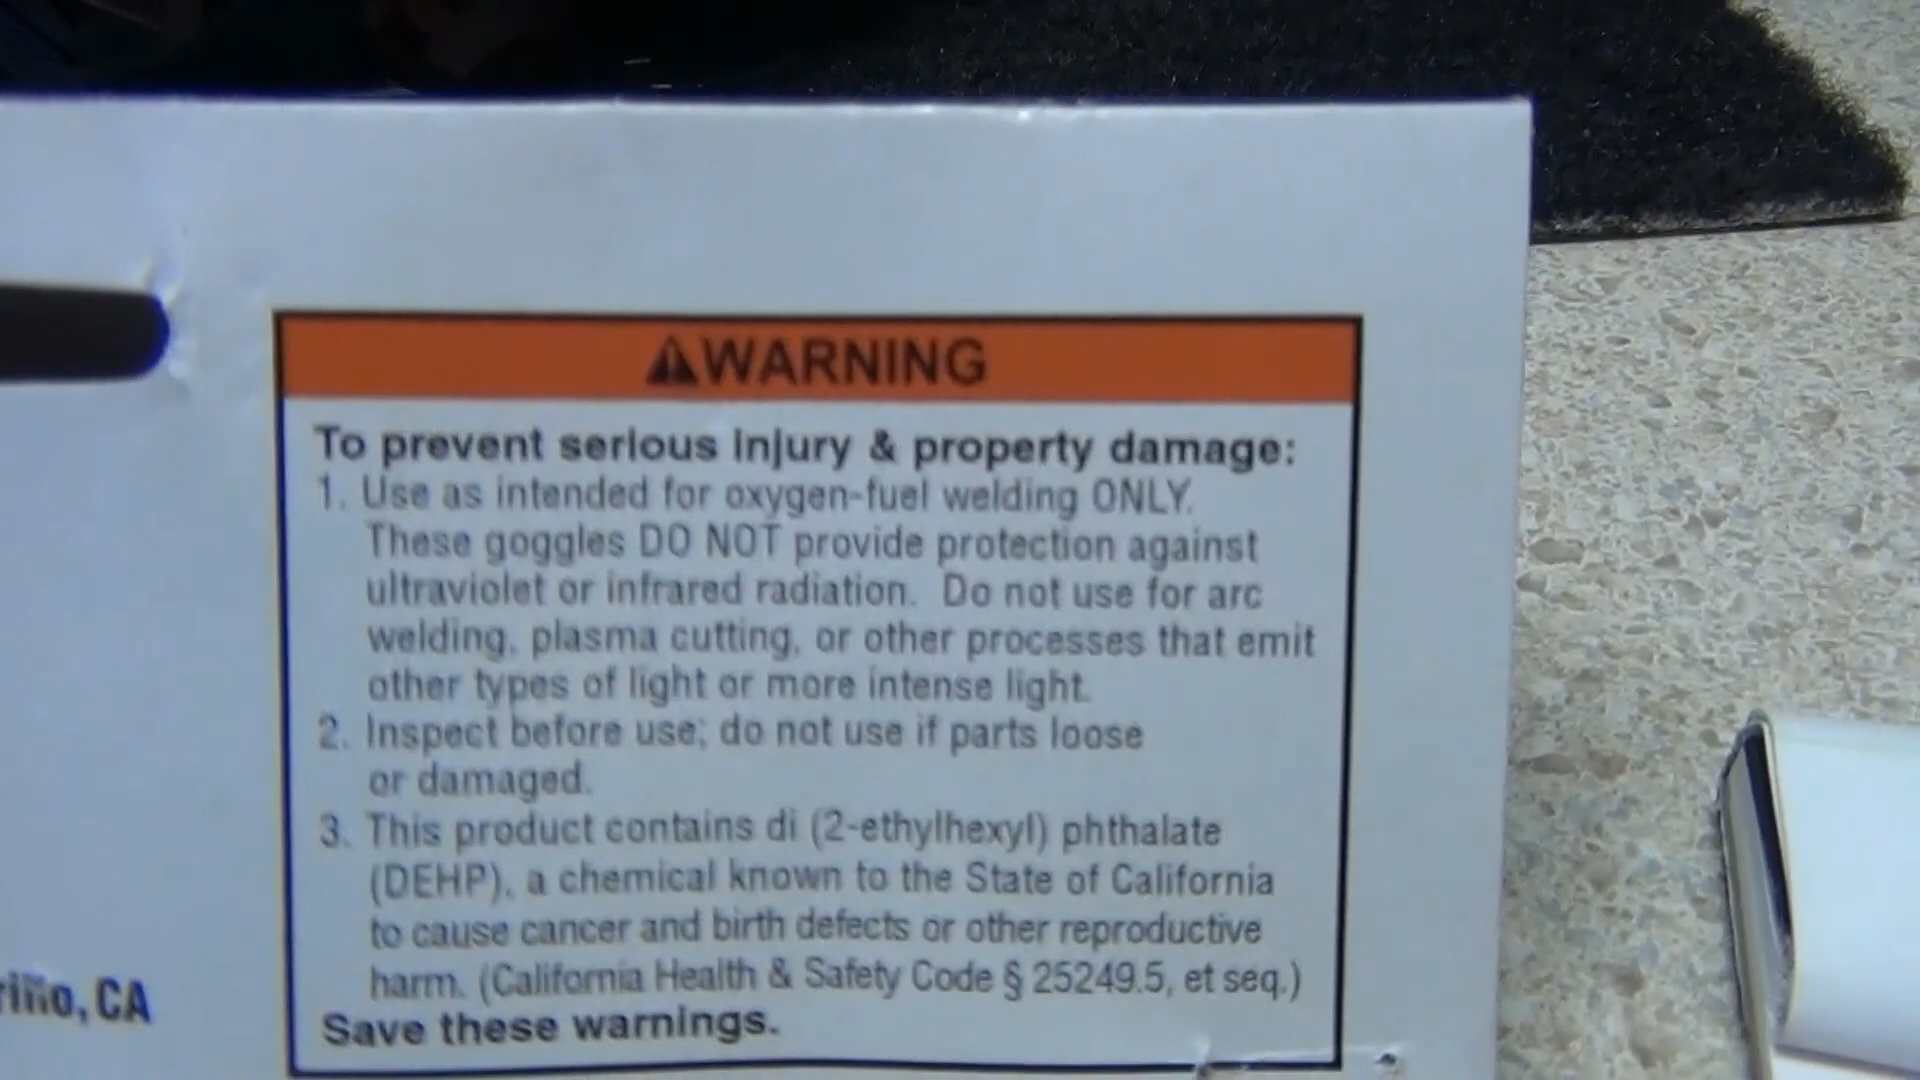 WARNING
To prevent serious injury & property damage:
1. Use as intended for oxygen-fuel welding ONLY.
These goggles DO NOT provide protection against
ultraviolet or infrared radiation. Do not use for arc
welding, plasma cutting, or other processes that emit
other types of light or more intense light.
2. Inspect before use; do not use if parts loose
or damaged.
3. This product contains di (2-ethylhexyl) phthalate
(DEHP), a chemical known to the State of California
to cause cancer and birth defects or other reproductive
harm. (California Health & Safety Code § 25249.5, et seq.)
Save these warnings.
CA